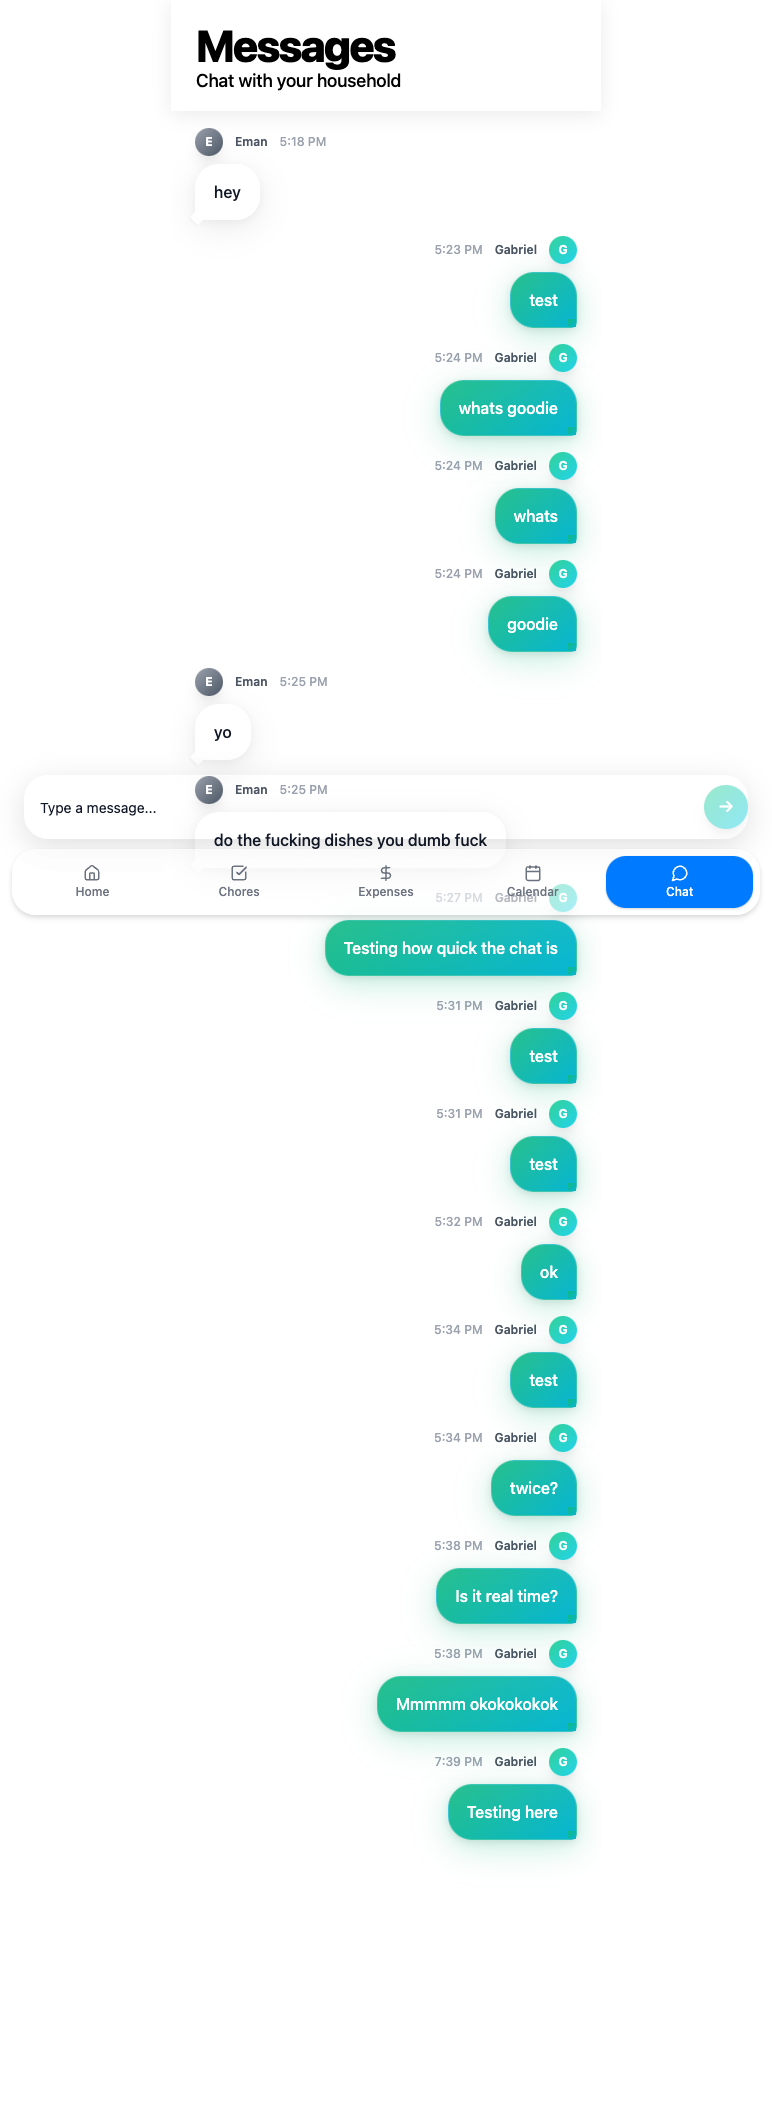 Messages
Chat with your household
E Eman 5:18 PM
hey
5:23 PM Gabriel G
test
5:24 PM Gabriel G
whats goodie
5:24 PM Gabriel G
whats
5:24 PM Gabriel G
goodie
E Eman 5:25 PM
yo
E Eman 5:25 PM
Type a message...
do the fucking dishes you dumb fuck
Home Chores Expenses Calendar Chat
5:27 PM Gabriel G
Testing how quick the chat is
5:31 PM Gabriel G
test
5:31 PM Gabriel G
test
5:32 PM Gabriel G
ok
5:34 PM Gabriel G
test
5:34 PM Gabriel G
twice?
5:38 PM Gabriel G
Is it real time?
5:38 PM Gabriel G
Mmmmm okokokokok
7:39 PM Gabriel G
Testing here